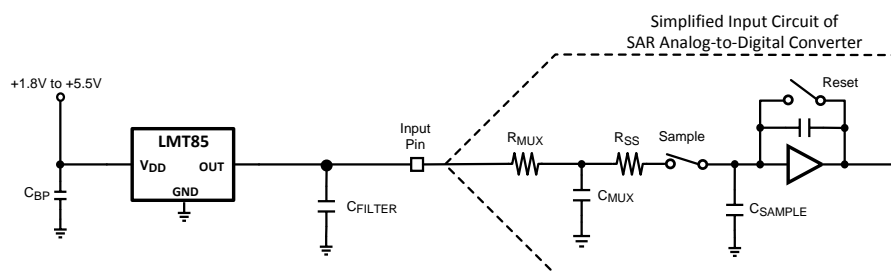 Simplified Input Circuit of
SAR Analog-to-Digital Converter
+1.8V to +5.5V
Reset
LMT85
Input
Pin
RMUX
RSS
Sample
VDD
OUT
GND
CBP
CFILTER
CMUX
CSAMPLE